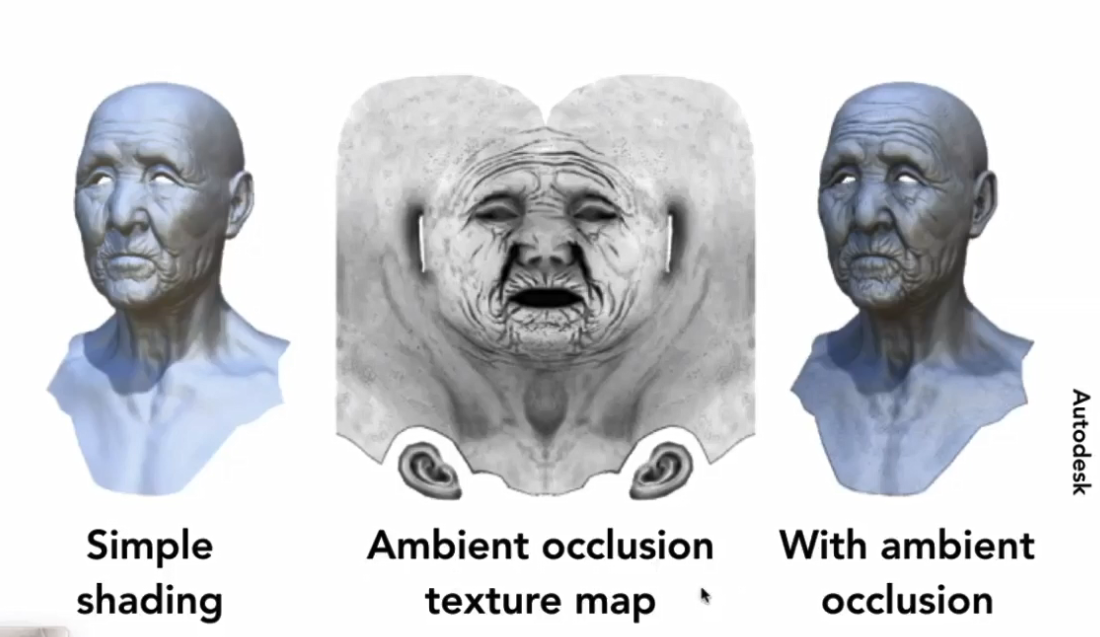 Simple
shading
Ambient occlusion
texture map
With ambient
occlusion
Autodesk